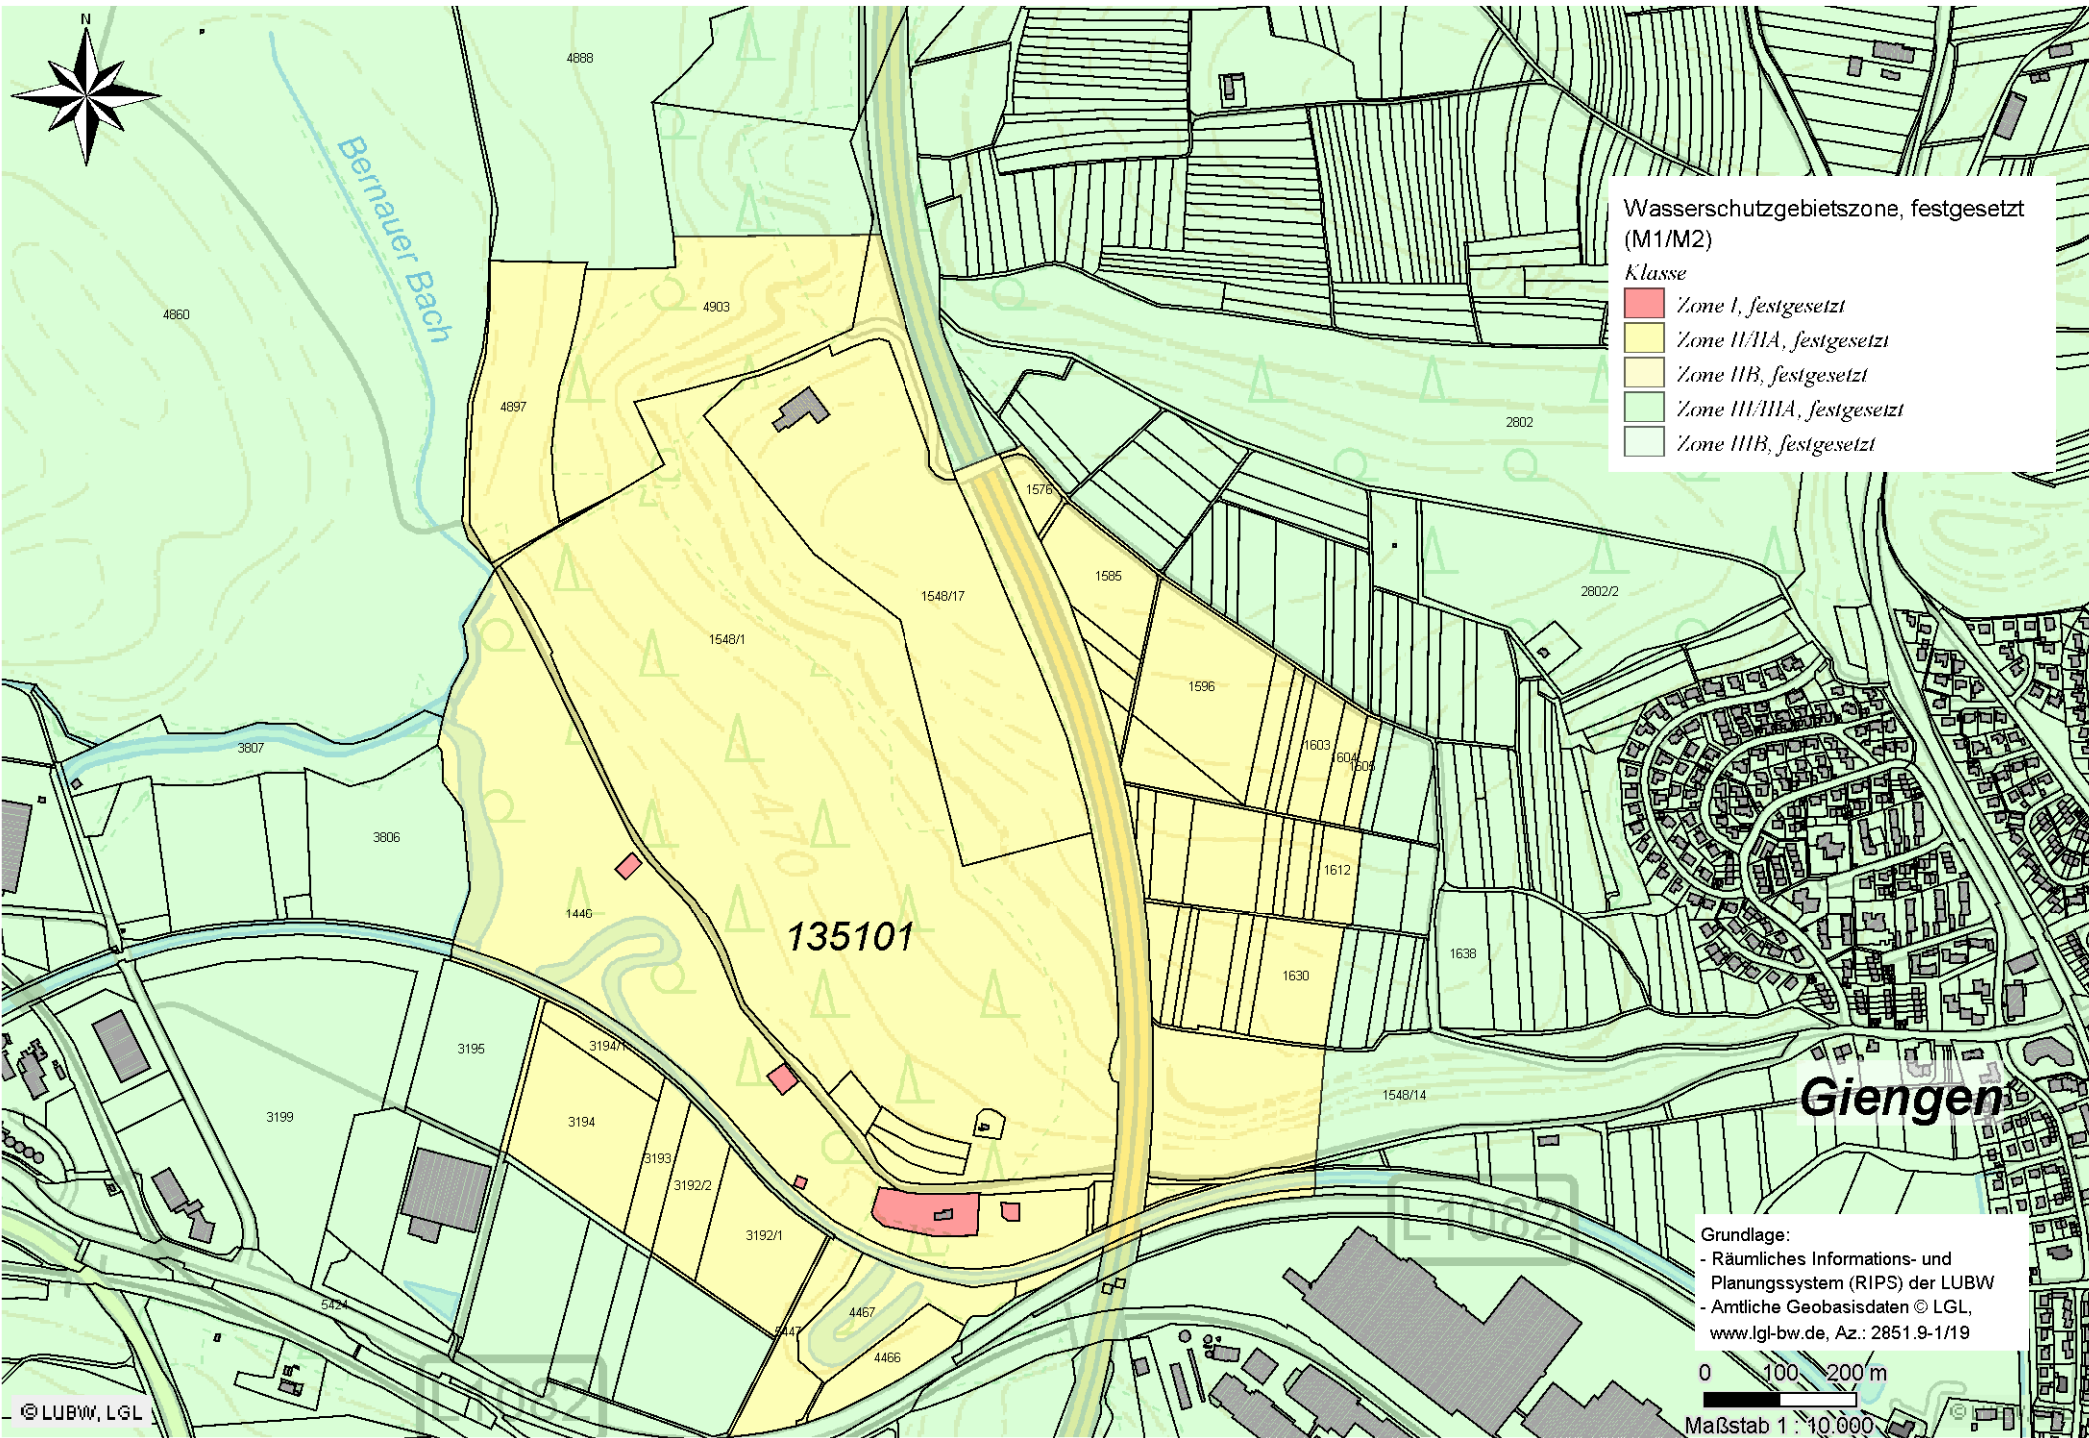 N
4888
Bernauer Bach
4860
4903
4897
Wasserschutzgebietszone, festgesetzt
(M1/M2)
Klasse
Zone I, festgesetzt
Zone II/IIA, festgesetzt
Zone IIB, festgesetzt
Zone III/IIIA, festgesetzt
Zone IIIB, festgesetzt
2802
1576
1585
2802/2
1548/17
1548/1
1596
3807
1603
1604
1605
3806
1612
1446
135101
1638
1630
3195
3194/1
1548/14
Giengen
3199
3194
3193
3192/2
3192/1
L1082
4467
5424
5447
4466
L1082
Grundlage:
- Räumliches Informations- und
Planungssystem (RIPS) der LUBW
- Amtliche Geobasisdaten © LGL,
www.lgl-bw.de, Az.: 2851.9-1/19
0 100 200 m
Maßstab 1 : 10.000
© LUBW, LGL
470